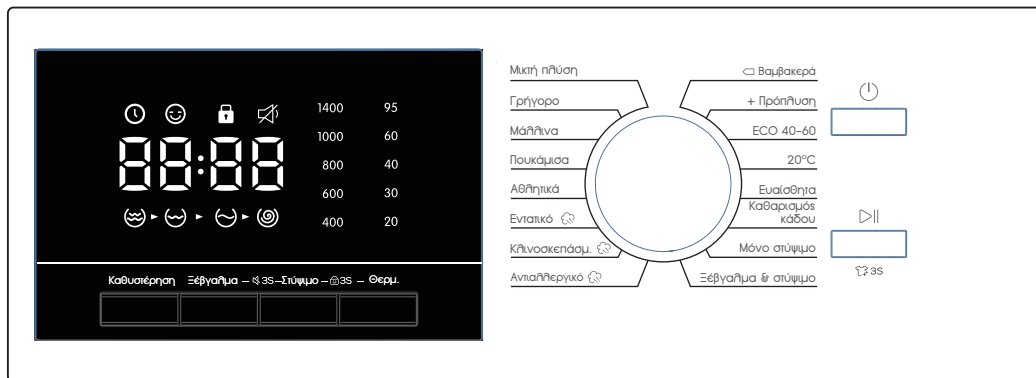 1400 95
1000 60
88:88
800 40
600 30
400 20
Καθυστέρηση Ξέβγαλμα – 3S – Στύψιμο – 3S – Θερμ.
Μικτή πλύση
Γρήγορο
Μάλλινα
Πουκάμισα
Αθλητικά
Εντατικό
Κλινοσκεπάσμ.
Αντιαλλεργικό
Βαμβακερά
+ Πρόπλυση
ECO 40-60
20°C
Ευαίσθητα
Καθαρισμός
κάδου
Μόνο στύψιμο
Ξέβγαλμα & στύψιμο
3S